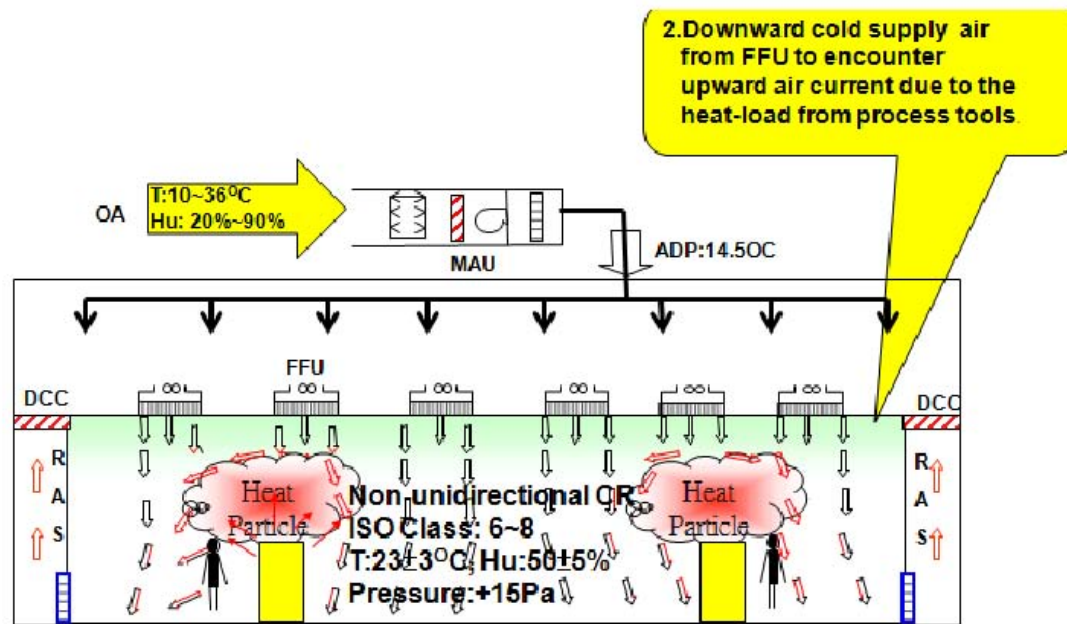 2.Downward cold supply air
from FFU to encounter
upward air current due to the
heat-load from process tools.
T:10~36⁰C
OA
Hu: 20%~90%
MAU
ADP:14.5OC
FFU
DCC
DCC
R
A
S
R
A
S
Heat
Particle
Heat
Particle
Non-unidirectional CR
ISO Class: 6~8
T:23±3⁰C, Hu:50±5%
Pressure:+15Pa